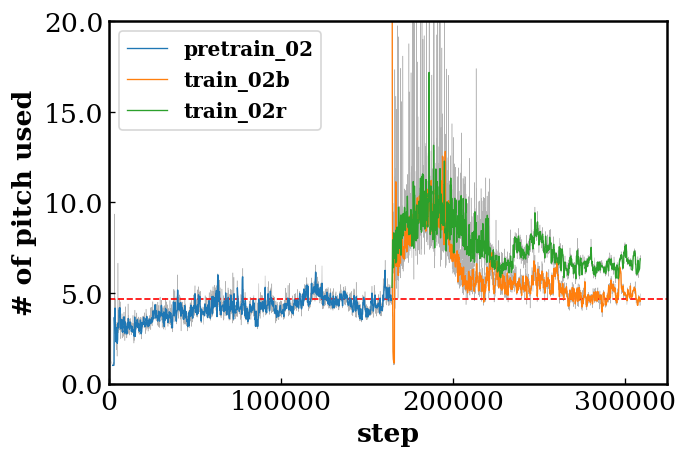 20.0
15.0
10.0
5.0
0.0
# of pitch used
pretrain_02
train_02b
train_02r
0
100000
200000
300000
step